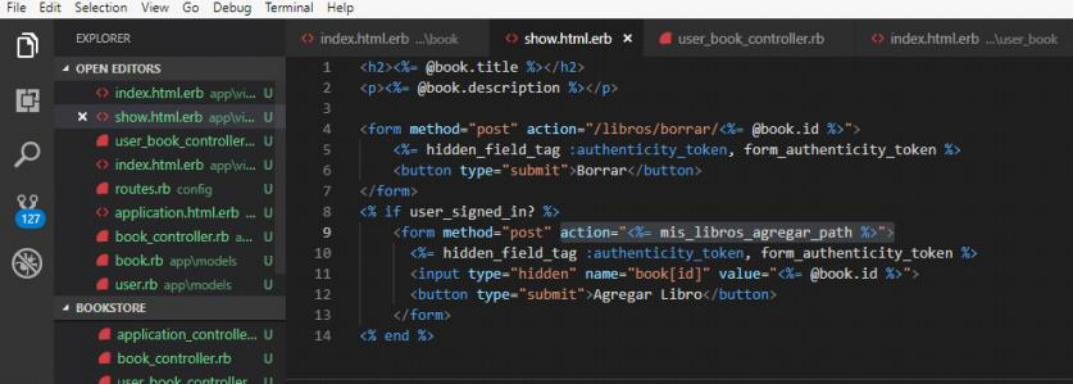 File Edit Selection View Go Debug Terminal Help
EXPLORER
index.html.erb ...\book
show.html.erb ×
user_book_controller.rb
index.html.erb ...\user_book
OPEN EDITORS
index.html.erb app\vi... U
× show.html.erb app\vi... U
user_book_controller... U
index.html.erb app\vi... U
routes.rb config U
application.html.erb ... U
book_controller.rb a... U
book.rb app\models U
user.rb app\models U
BOOKSTORE
application_controlle... U
book_controller.rb U
user_book_controller U
127
1 <h2><%= @book.title %></h2>
2 <p><%= @book.description %></p>
3
4 <form method="post" action="/libros/borrar/<%= @book.id %>">
5 <%= hidden_field_tag :authenticity_token, form_authenticity_token %>
6 <button type="submit">Borrar</button>
7 </form>
8 <% if user_signed_in? %>
9 <form method="post" action="<%= mis_libros_agregar_path %>">
10 <%= hidden_field_tag :authenticity_token, form_authenticity_token %>
11 <input type="hidden" name="book[id]" value="<%= @book.id %>">
12 <button type="submit">Agregar Libro</button>
13 </form>
14 <% end %>